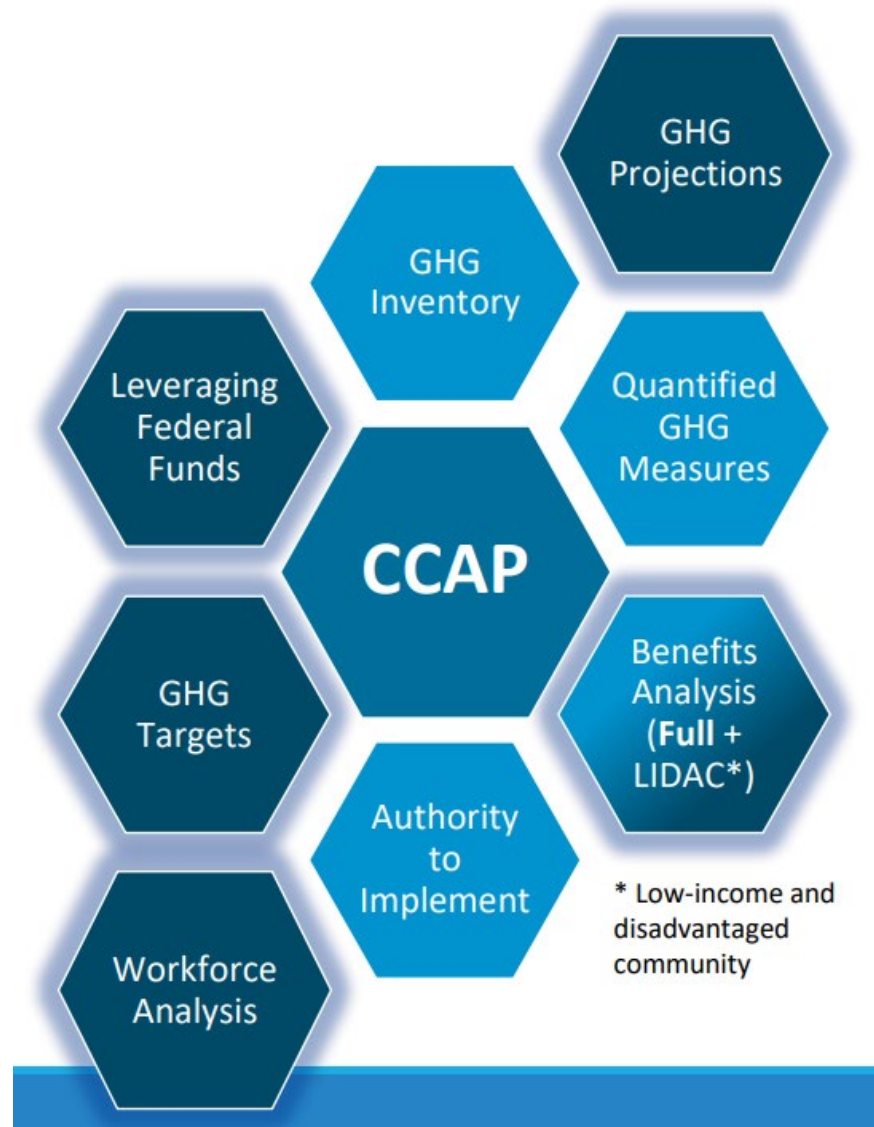 GHG
Projections
GHG
Inventory
Leveraging
Federal
Funds
Quantified
GHG
Measures
CCAP
GHG
Targets
Benefits
Analysis
(Full +
LIDAC*)
Authority
to
Implement
* Low-income and
disadvantaged
community
Workforce
Analysis